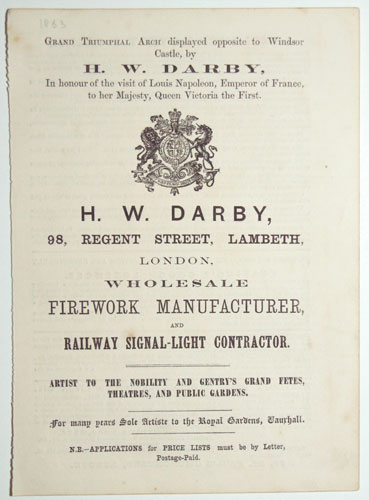 1863
Grand Triumphal Arch displayed opposite to Windsor
Castle, by
H. W. DARBY,
In honour of the visit of Louis Napoleon, Emperor of France,
to her Majesty, Queen Victoria the First.
H. W. DARBY,
98, REGENT STREET, LAMBETH,
LONDON,
WHOLESALE
FIREWORK MANUFACTURER,
AND
RAILWAY SIGNAL-LIGHT CONTRACTOR.
ARTIST TO THE NOBILITY AND GENTRY'S GRAND FETES,
THEATRES, AND PUBLIC GARDENS.
For many years Sole Artiste to the Royal Gardens, Vauxhall.
N.B.—APPLICATIONS for PRICE LISTS must be by Letter,
Postage-Paid.